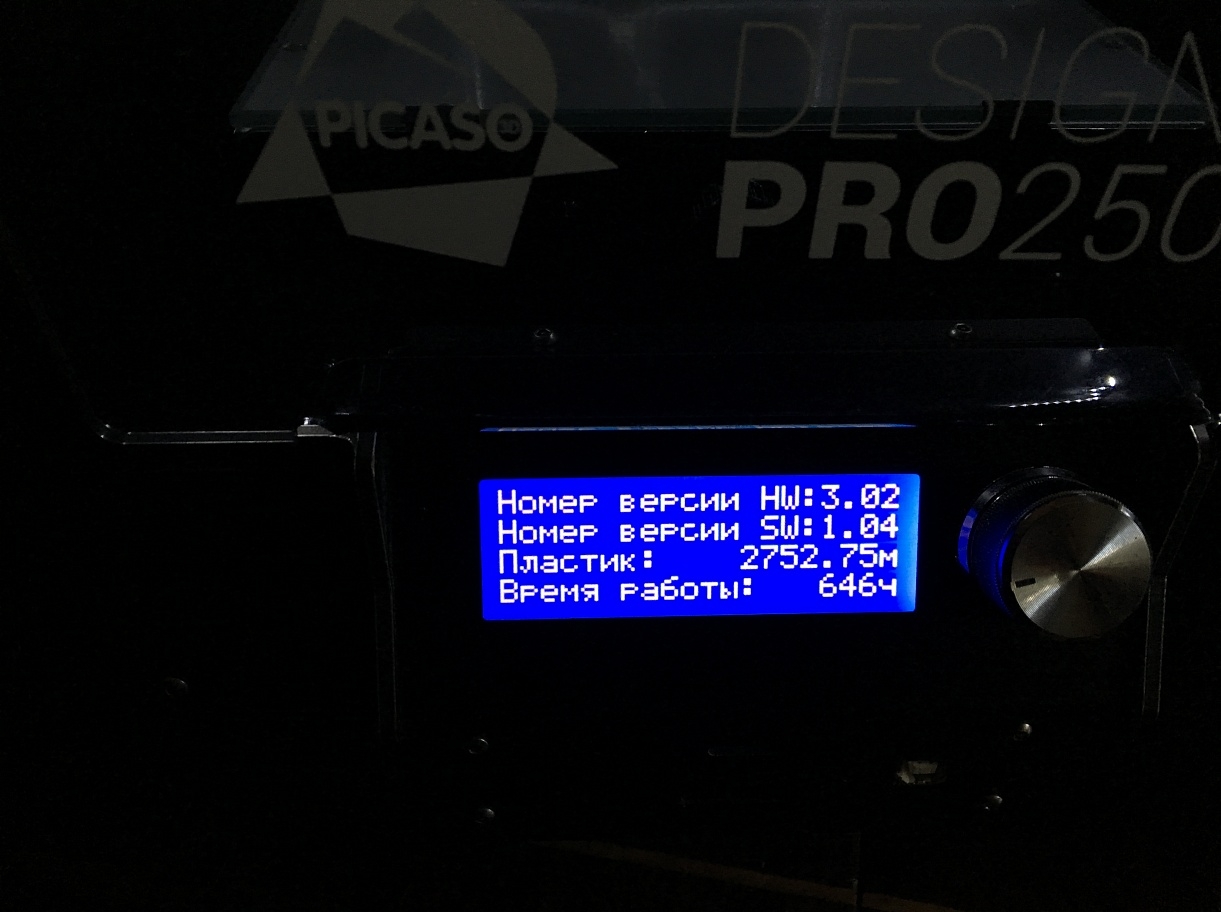 PICASO 3D
DESIGN
PRO250
Номер версии HW:3.02
Номер версии SW:1.04
Пластик: 2752.75м
Время работы: 646ч